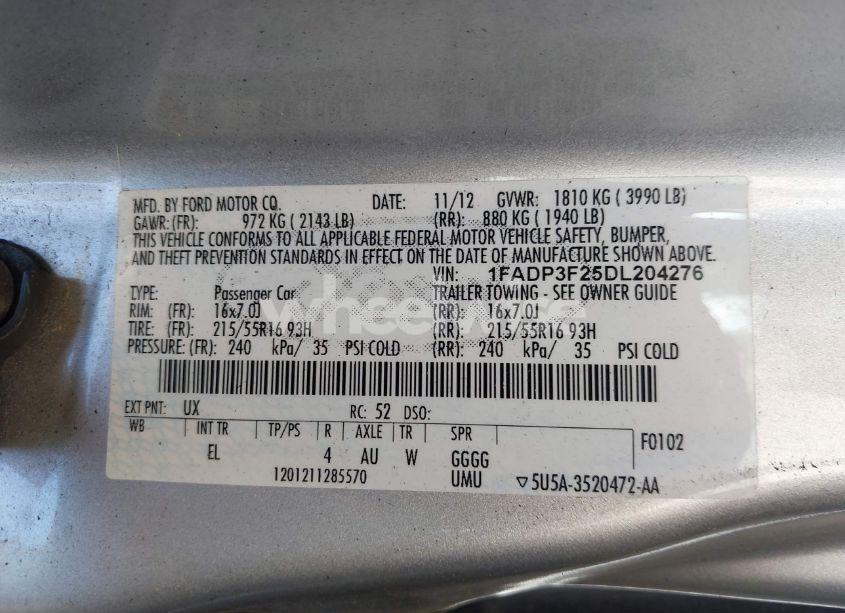 MFD. BY FORD MOTOR CO. DATE: 11/12 GVWR: 1810 KG ( 3990 LB)
GAWR: (FR): 972 KG ( 2143 LB) (RR): 880 KG ( 1940 LB)
THIS VEHICLE CONFORMS TO ALL APPLICABLE FEDERAL MOTOR VEHICLE SAFETY, BUMPER,
AND THEFT PREVENTION STANDARDS IN EFFECT ON THE DATE OF MANUFACTURE SHOWN ABOVE.
VIN: 1FADP3F25DL204276
TYPE: Passenger Car TRAILER TOWING - SEE OWNER GUIDE
RIM: (FR): 16x7.0J (RR): 16x7.0J
TIRE: (FR): 215/55R16 93H (RR): 215/55R16 93H
PRESSURE: (FR): 240 kPa/ 35 PSI COLD (RR): 240 kPa/ 35 PSI COLD
EXT PNT: UX RC: 52 DSO:
WB INT TR TP/PS R AXLE TR SPR F0102
EL 4 AU W GGGG
1201211285570 UMU ▽5U5A-3520472-AA